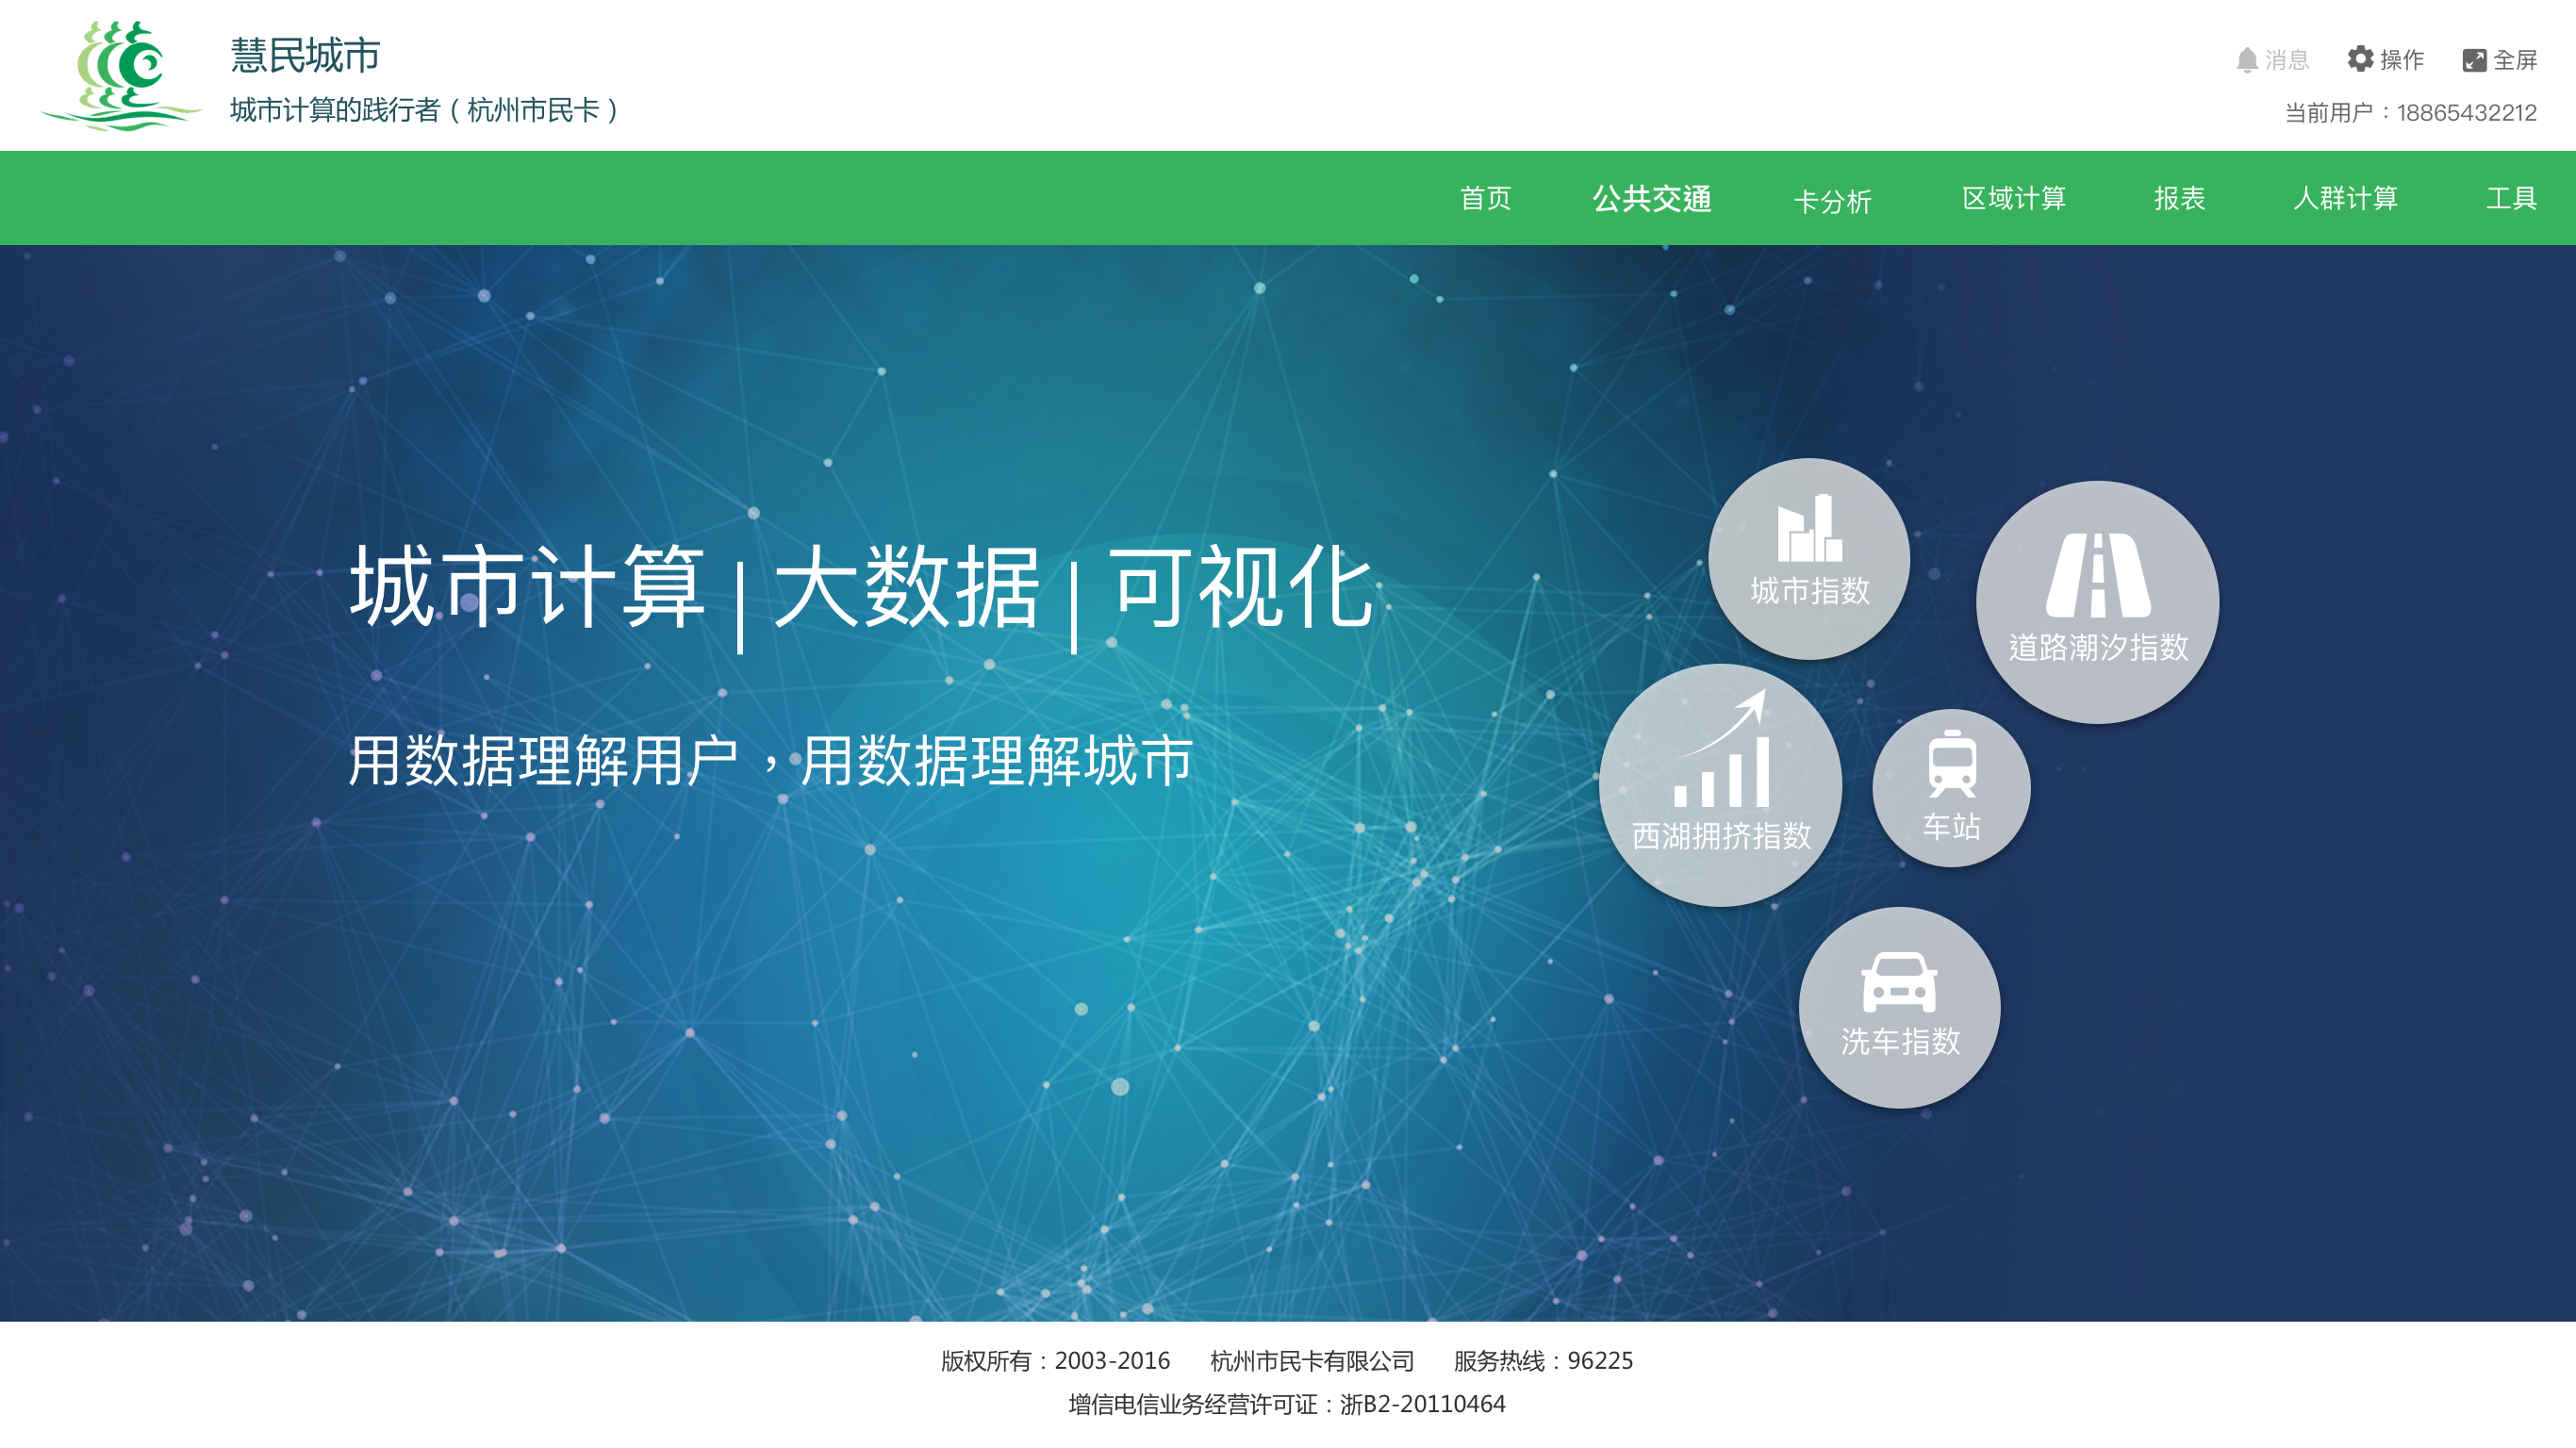 慧民城市
城市计算的践行者（杭州市民卡）
消息 操作 全屏
当前用户：18865432212
首页 公共交通 卡分析 区域计算 报表 人群计算 工具
城市计算|大数据|可视化
用数据理解用户，用数据理解城市
城市指数
道路潮汐指数
西湖拥挤指数
车站
洗车指数
版权所有：2003-2016 杭州市民卡有限公司 服务热线：96225
增信电信业务经营许可证：浙B2-20110464